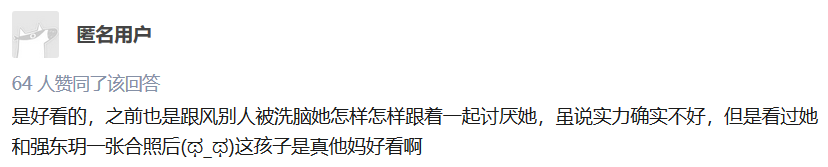 匿名用户
64 人赞同了该回答
是好看的，之前也是跟风别人被洗脑她怎样怎样跟着一起讨厌她，虽说实力确实不好，但是看过她
和强东玥一张合照后(ಥ_ಥ)这孩子是真他妈好看啊